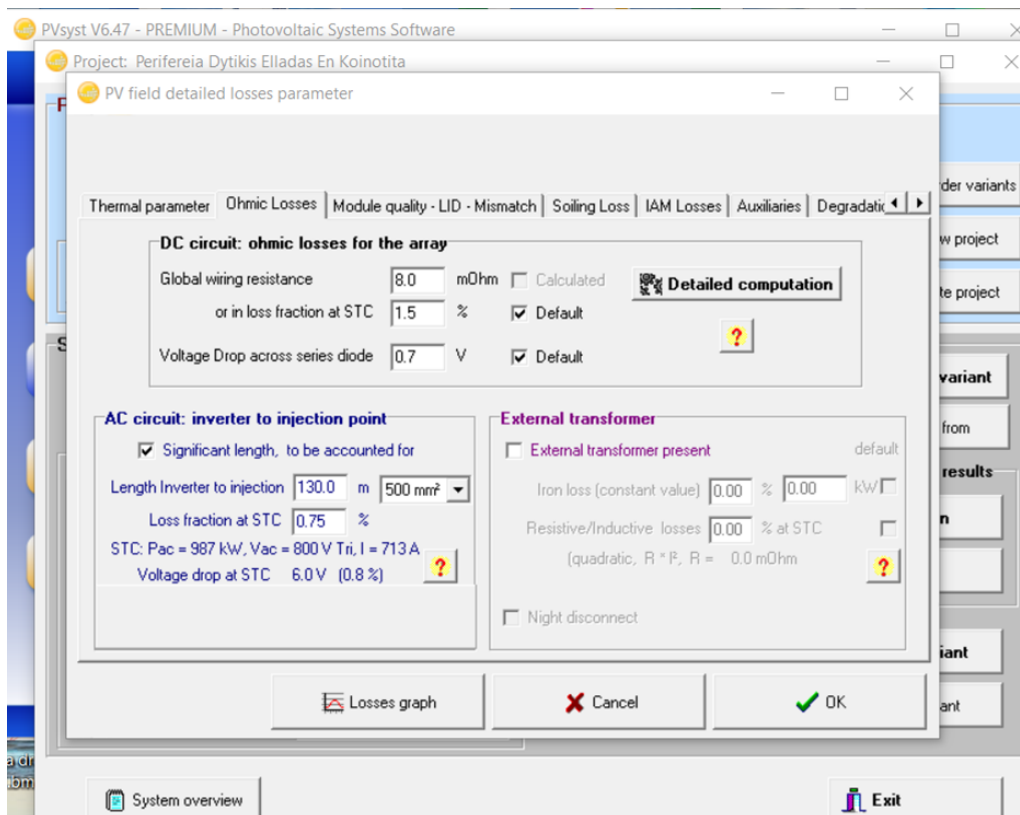 PVsyst V6.47 - PREMIUM - Photovoltaic Systems Software
Project: Perifereia Dytikis Elladas En Koinotita
PV field detailed losses parameter
der variants
Thermal parameter Ohmic Losses Module quality - LID - Mismatch Soiling Loss IAM Losses Auxiliaries Degradatic
w project
DC circuit: ohmic losses for the array
Global wiring resistance 8.0 mOhm Calculated Detailed computation
te project
or in loss fraction at STC 1.5 % Default
?
Voltage Drop across series diode 0.7 V Default
variant
AC circuit: inverter to injection point
External transformer
from
Significant length, to be accounted for
External transformer present default
results
Length Inverter to injection 130.0 m 500 mm²
Iron loss (constant value) 0.00 % 0.00 kW
Loss fraction at STC 0.75 %
Resistive/Inductive losses 0.00 % at STC
n
STC: Pac = 987 kW, Vac = 800 V Tri, I = 713 A
(quadratic, R * I², R = 0.0 mOhm
Voltage drop at STC 6.0 V (0.8 %) ?
?
Night disconnect
iant
Losses graph Cancel OK
ant
System overview Exit